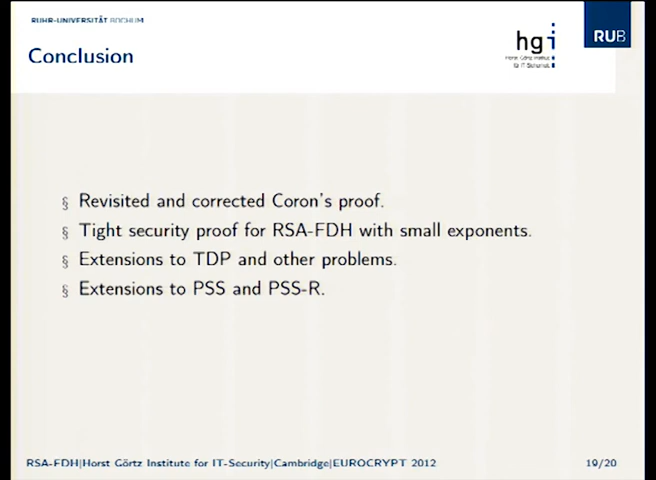 RUHR-UNIVERSITÄT BOCHUM
hgi
RUB
Conclusion
Horst Görtz Institut
für IT-Sicherheit
§ Revisited and corrected Coron's proof.
§ Tight security proof for RSA-FDH with small exponents.
§ Extensions to TDP and other problems.
§ Extensions to PSS and PSS-R.
RSA-FDH|Horst Görtz Institute for IT-Security|Cambridge|EUROCRYPT 2012 19/20